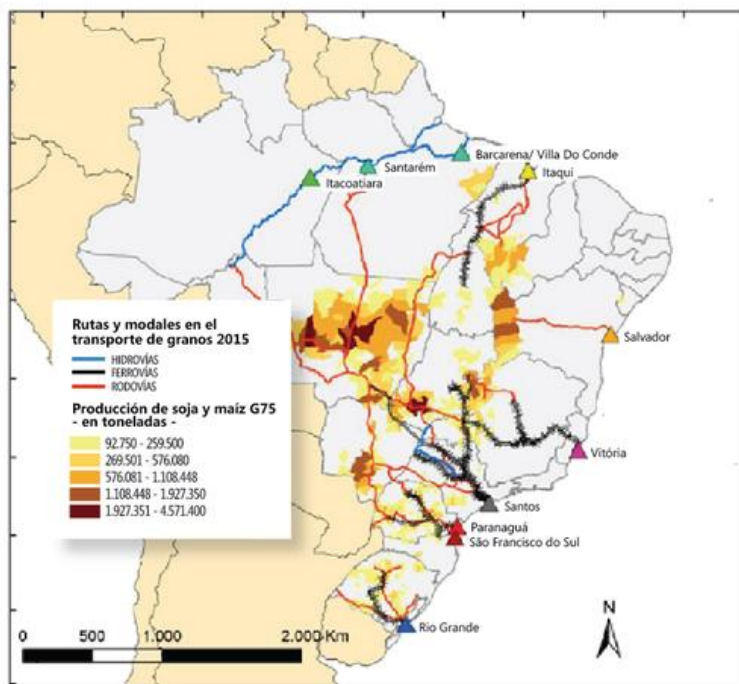 Barcarena/ Villa Do Conde
Santarém
Itaqui
Itacoatiara
Rutas y modales en el
transporte de granos 2015
HIDROVÍAS
FERROVÍAS
RODOVÍAS
Producción de soja y maíz G75
- en toneladas -
92.750 - 259.500
269.501 - 576.080
576.081 - 1.108.448
1.108.448 - 1.927.350
1.927.351 - 4.571.400
Salvador
Vitória
Santos
Paranaguá
São Francisco do Sul
Rio Grande
N
0 500 1.000 2.000 Km